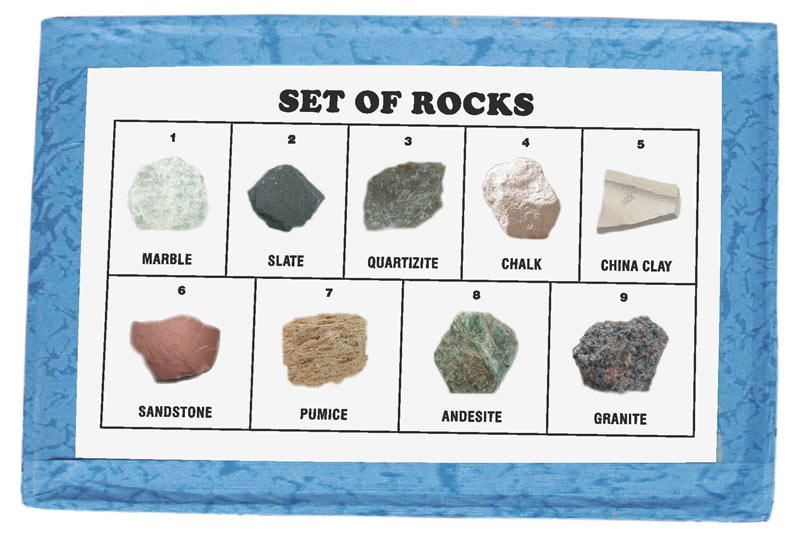 SET OF ROCKS
1 2 3 4 5
MARBLE SLATE QUARTIZITE CHALK CHINA CLAY
6 7 8 9
SANDSTONE PUMICE ANDESITE GRANITE